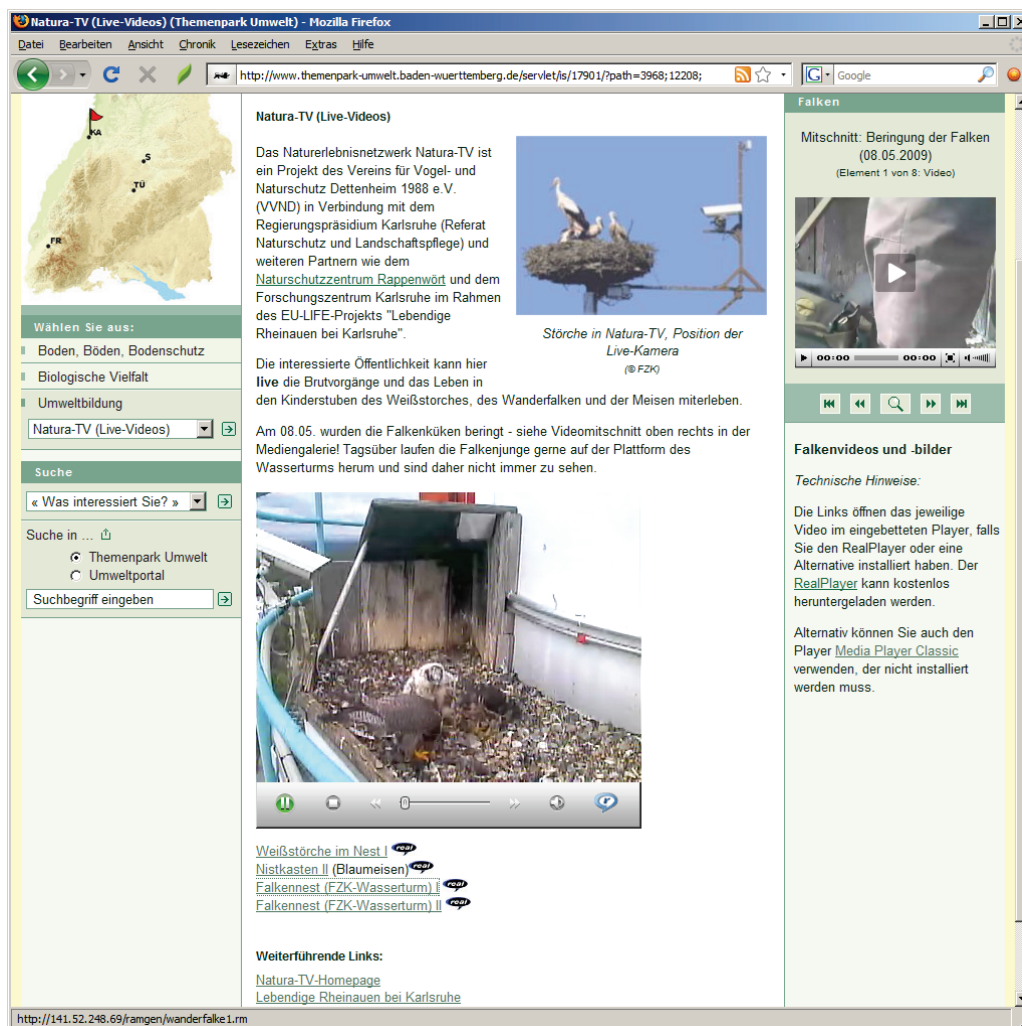 Natura-TV (Live-Videos) (Themenpark Umwelt) - Mozilla Firefox
Datei Bearbeiten Ansicht Chronik Lesezeichen Extras Hilfe
http://www.themenpark-umwelt.baden-wuerttemberg.de/servlet/is/17901/?path=3968;12208;
G Google
KA
S
TÜ
FR
Wählen Sie aus:
Boden, Böden, Bodenschutz
Biologische Vielfalt
Umweltbildung
Natura-TV (Live-Videos)
Suche
« Was interessiert Sie? »
Suche in ...
Themenpark Umwelt
Umweltportal
Suchbegriff eingeben
Natura-TV (Live-Videos)
Das Naturerlebnisnetzwerk Natura-TV ist
ein Projekt des Vereins für Vogel- und
Naturschutz Dettenheim 1988 e.V.
(VVND) in Verbindung mit dem
Regierungspräsidium Karlsruhe (Referat
Naturschutz und Landschaftspflege) und
weiteren Partnern wie dem
Naturschutzzentrum Rappenwört und dem
Forschungszentrum Karlsruhe im Rahmen
des EU-LIFE-Projekts "Lebendige
Rheinauen bei Karlsruhe".
Störche in Natura-TV, Position der
Live-Kamera
(© FZK)
Die interessierte Öffentlichkeit kann hier
live die Brutvorgänge und das Leben in
den Kinderstuben des Weißstorches, des Wanderfalken und der Meisen miterleben.
Am 08.05. wurden die Falkenküken beringt - siehe Videomitschnitt oben rechts in der
Mediengalerie! Tagsüber laufen die Falkenjunge gerne auf der Plattform des
Wasserturms herum und sind daher nicht immer zu sehen.
Weißstörche im Nest I real
Nistkasten II (Blaumeisen) real
Falkennest (FZK-Wasserturm) I real
Falkennest (FZK-Wasserturm) II real
Weiterführende Links:
Natura-TV-Homepage
Lebendige Rheinauen bei Karlsruhe
Falken
Mitschnitt: Beringung der Falken
(08.05.2009)
(Element 1 von 8: Video)
00:00 00:00
Falkenvideos und -bilder
Technische Hinweise:
Die Links öffnen das jeweilige
Video im eingebetteten Player, falls
Sie den RealPlayer oder eine
Alternative installiert haben. Der
RealPlayer kann kostenlos
heruntergeladen werden.
Alternativ können Sie auch den
Player Media Player Classic
verwenden, der nicht installiert
werden muss.
http://141.52.248.69/ramgen/wanderfalke1.rm